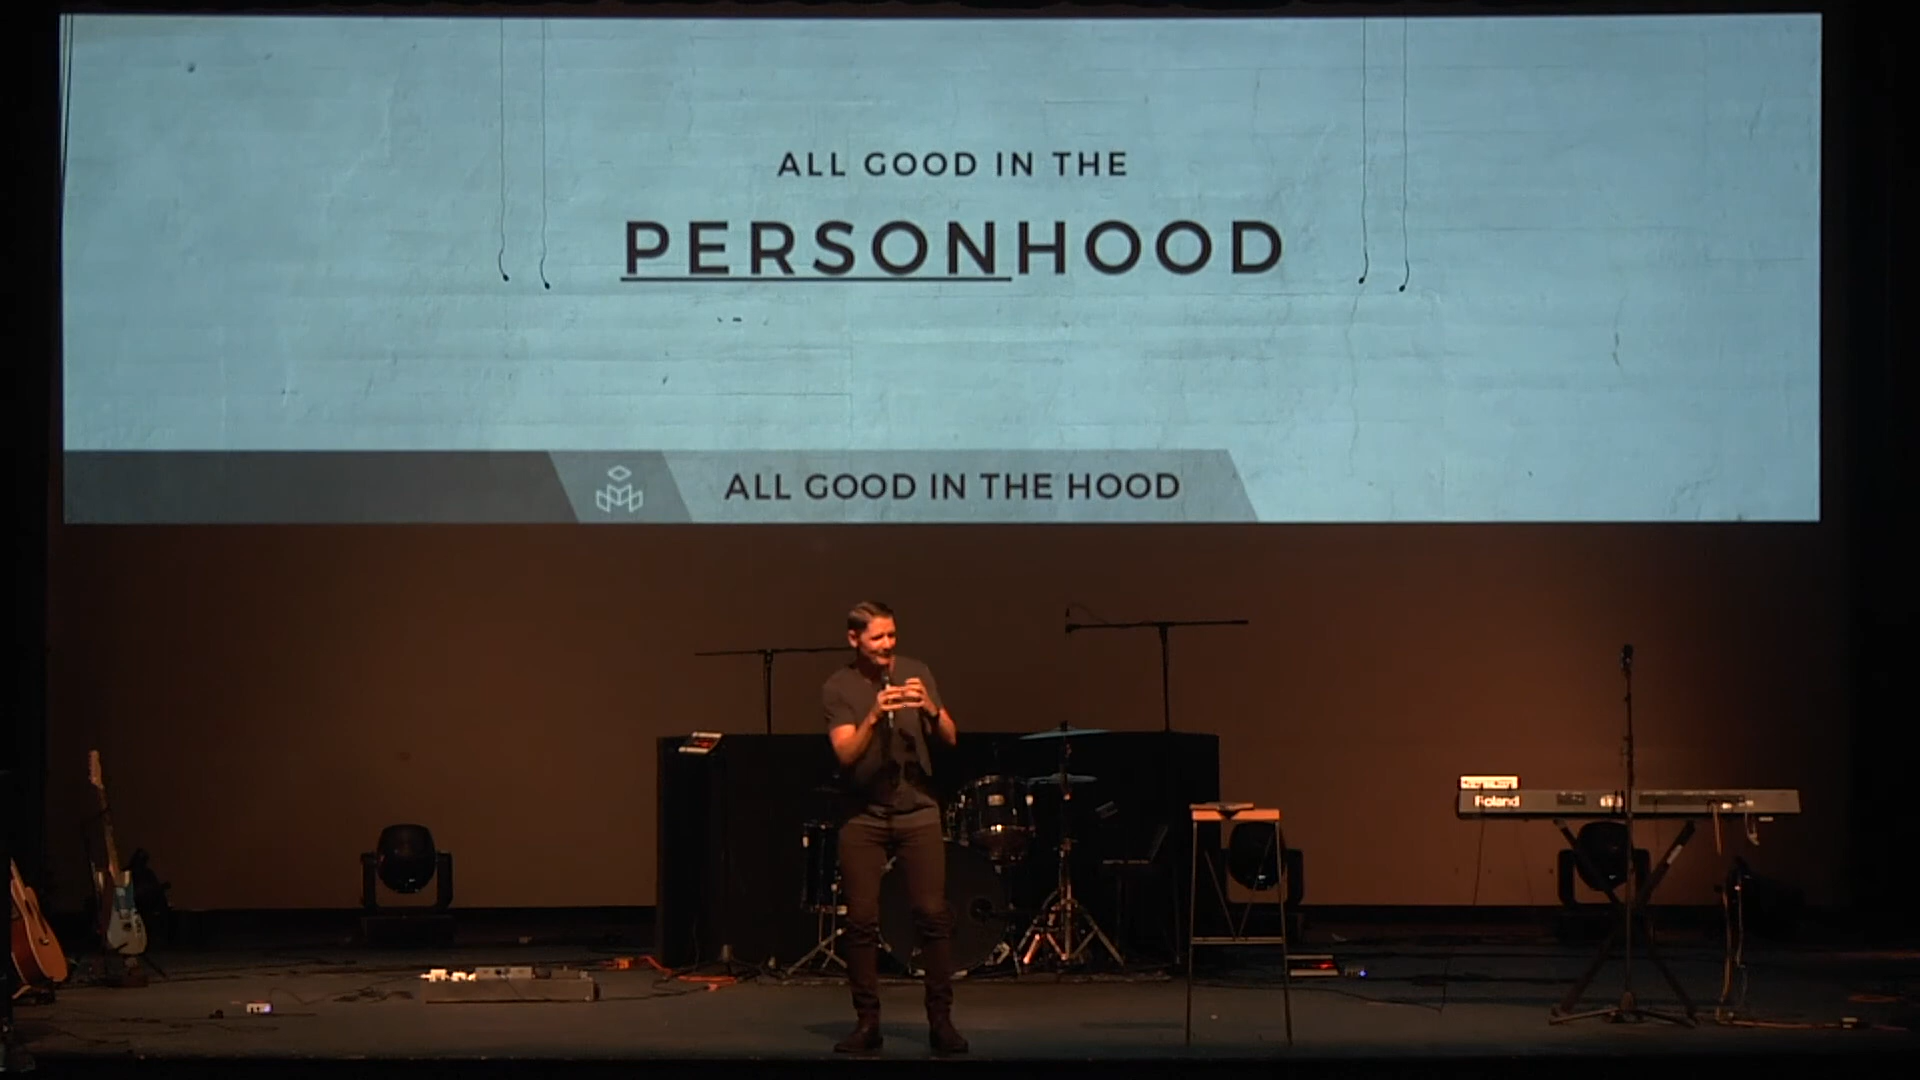 ALL GOOD IN THE
PERSONHOOD
ALL GOOD IN THE HOOD
Roland